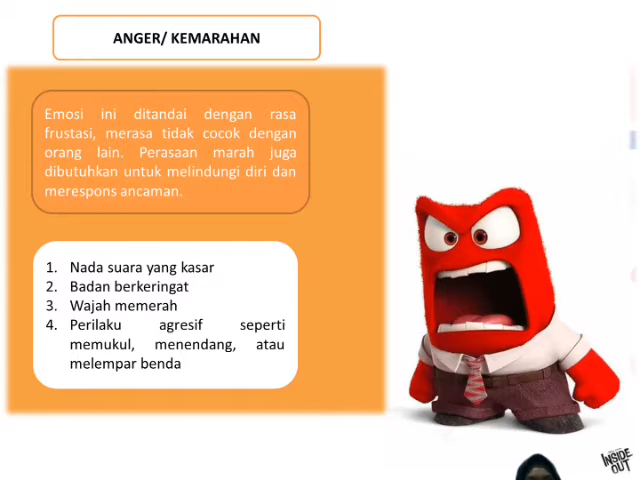 ANGER/ KEMARAHAN
Emosi ini ditandai dengan rasa
frustasi, merasa tidak cocok dengan
orang lain. Perasaan marah juga
dibutuhkan untuk melindungi diri dan
merespons ancaman.
1. Nada suara yang kasar
2. Badan berkeringat
3. Wajah memerah
4. Perilaku agresif seperti
memukul, menendang, atau
melempar benda
INSIDE
OUT